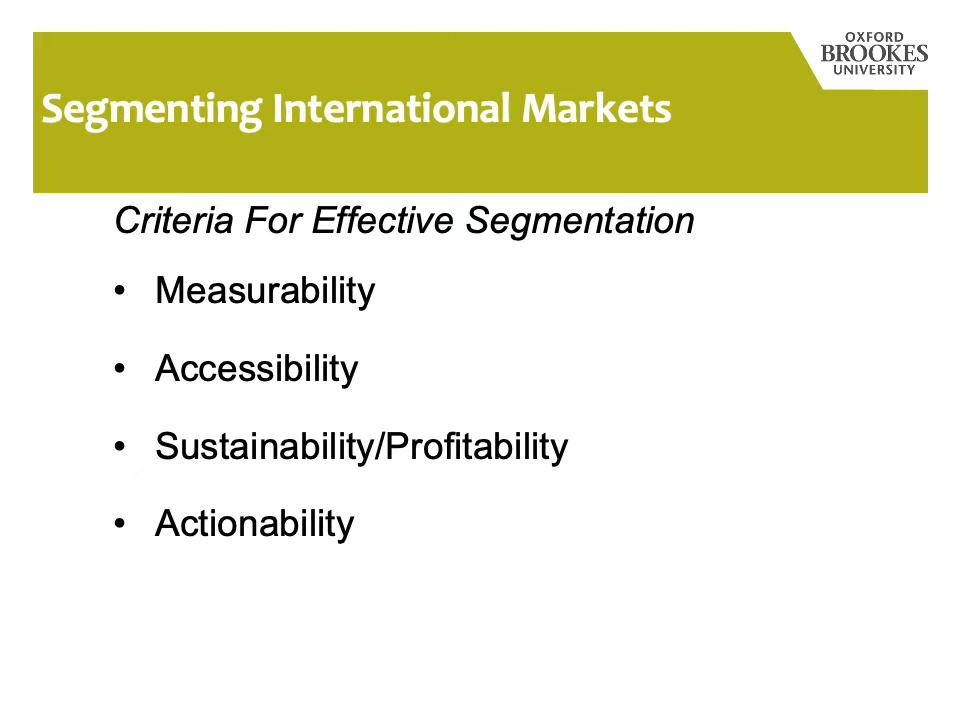 OXFORD
BROOKES
UNIVERSITY
Segmenting International Markets
Criteria For Effective Segmentation
• Measurability
• Accessibility
• Sustainability/Profitability
• Actionability